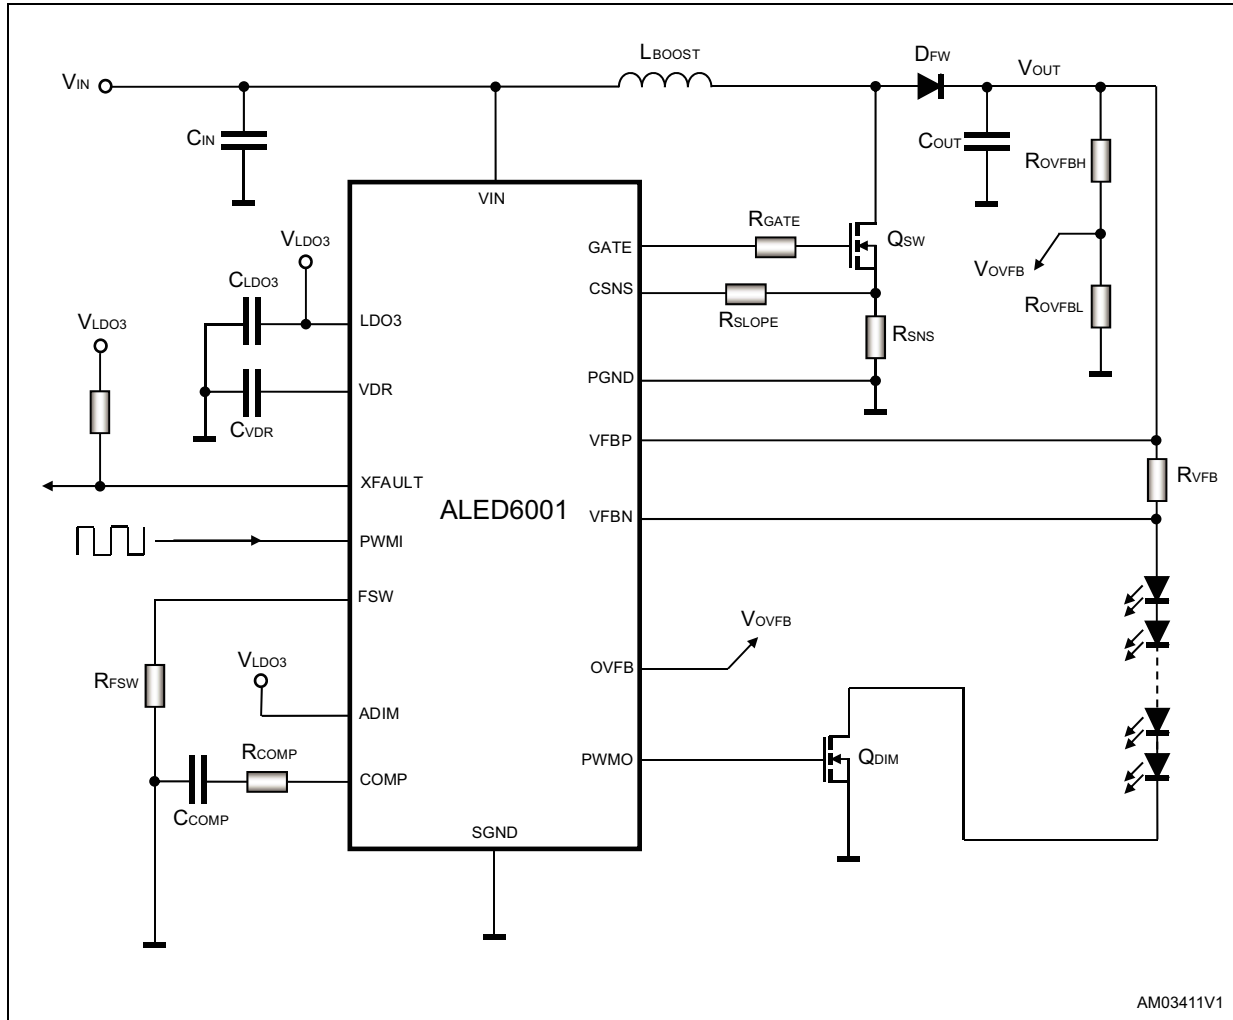 LBOOST
DFW
VIN
VOUT
CIN
COUT
ROVFBH
VIN
RGATE
QSW
GATE
VLDO3
VOVFB
CLDO3
CSNS
ROVFBL
LDO3
RSLOPE
VLDO3
RSNS
PGND
VDR
CVDR
VFBP
RVFB
XFAULT
ALED6001
VFBN
PWMI
FSW
VOVFB
VLDO3
OVFB
RFSW
ADIM
RCOMP
PWMO
QDIM
COMP
CCOMP
SGND
AM03411V1